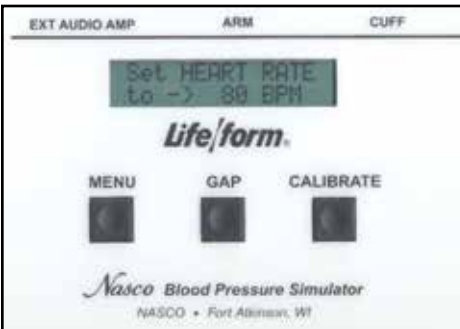 EXT AUDIO AMP ARM CUFF
Set HEART RATE
to -> 80 BPM
Life/form®
MENU GAP CALIBRATE
Nasco Blood Pressure Simulator
NASCO • Fort Atkinson, WI